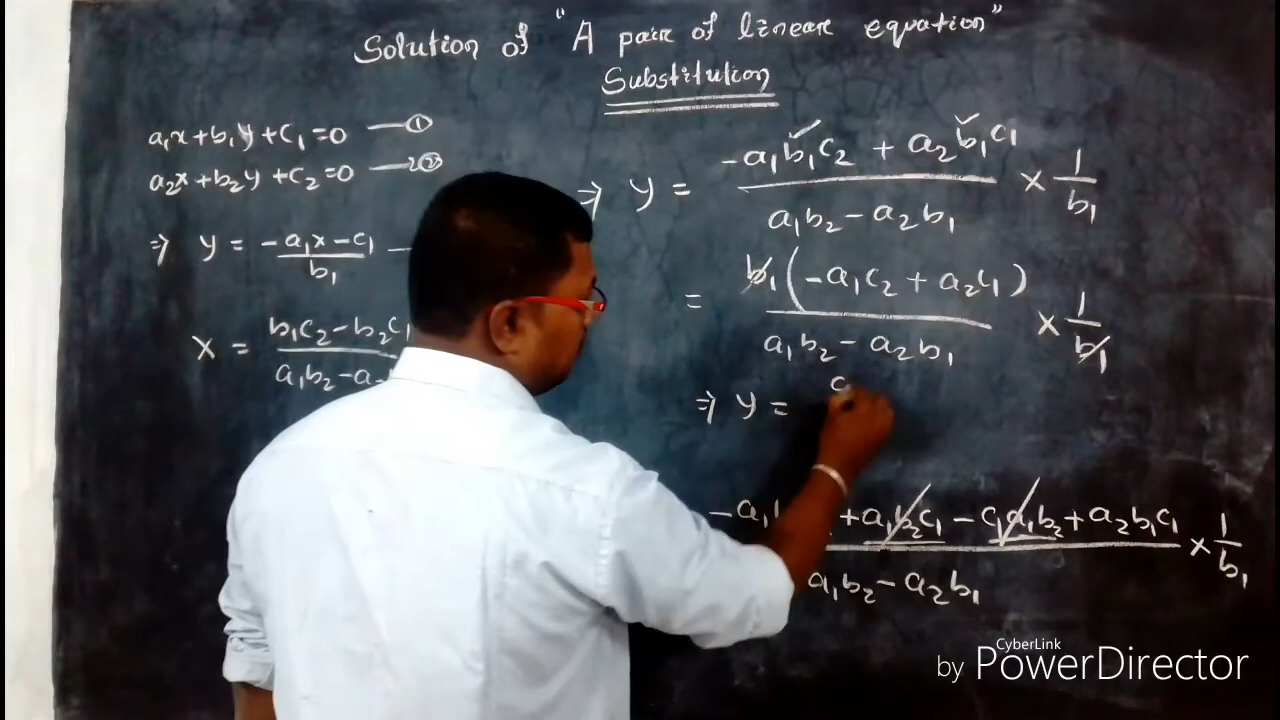 Solution of "A pair of linear equation"
Substitution
a₁x + b₁y + c₁ = 0 — ①
a₂x + b₂y + c₂ = 0 — ②
⇒ y = (-a₁x - c₁)/b₁ —
x = (b₁c₂ - b₂c₁)/(a₁b₂ - a
⇒ y = (-a₁b₁c₂ + a₂b₁c₁)/(a₁b₂ - a₂b₁) × 1/b₁
= b₁(-a₁c₂ + a₂c₁)/(a₁b₂ - a₂b₁) × 1/b₁
⇒ y =
-a₁ + a₁b₂c₁ - c₁a₁b₂ + a₂b₁c₁ / a₁b₂ - a₂b₁ × 1/b₁
CyberLink
by PowerDirector